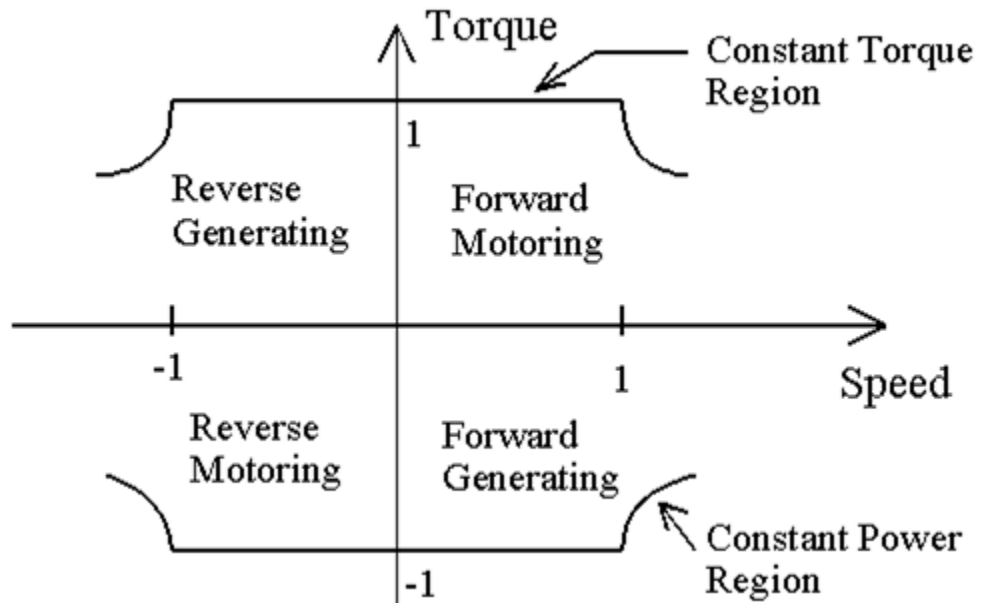 Torque
Constant Torque
Region
1
Reverse
Generating
Forward
Motoring
-1
1
Speed
Reverse
Motoring
Forward
Generating
Constant Power
Region
-1